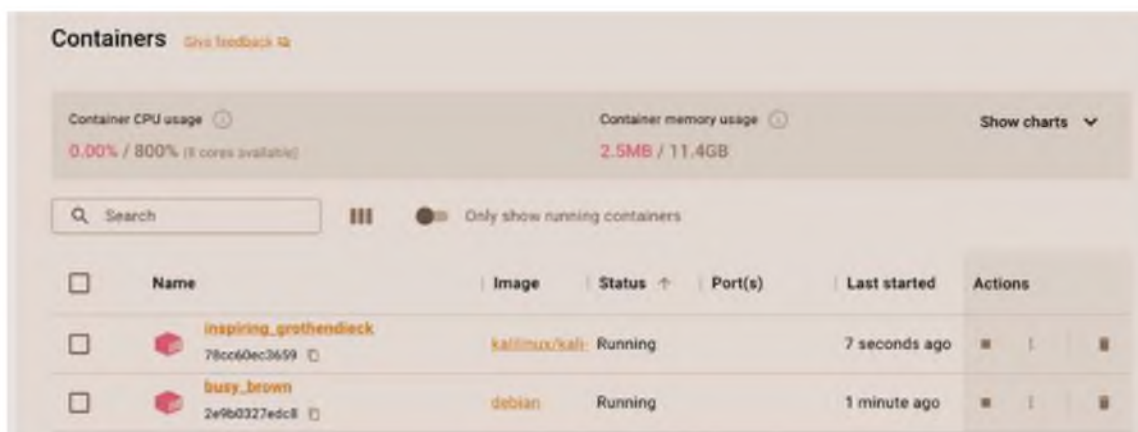 Containers Give feedback
Container CPU usage
0.00% / 800% (8 cores available)
Container memory usage
2.5MB / 11.4GB
Show charts
Search
Only show running containers
Name Image Status Port(s) Last started Actions
inspiring_grothendieck
78cc60ec3659
kalilinux/kali- Running 7 seconds ago
busy_brown
2e9b0327edc8
debian Running 1 minute ago